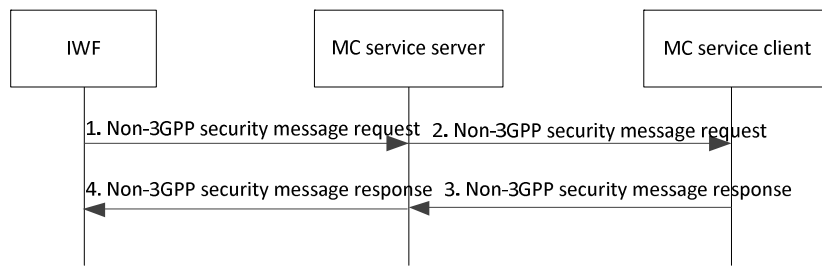 IWF
MC service server
MC service client
1. Non-3GPP security message request
2. Non-3GPP security message request
4. Non-3GPP security message response
3. Non-3GPP security message response